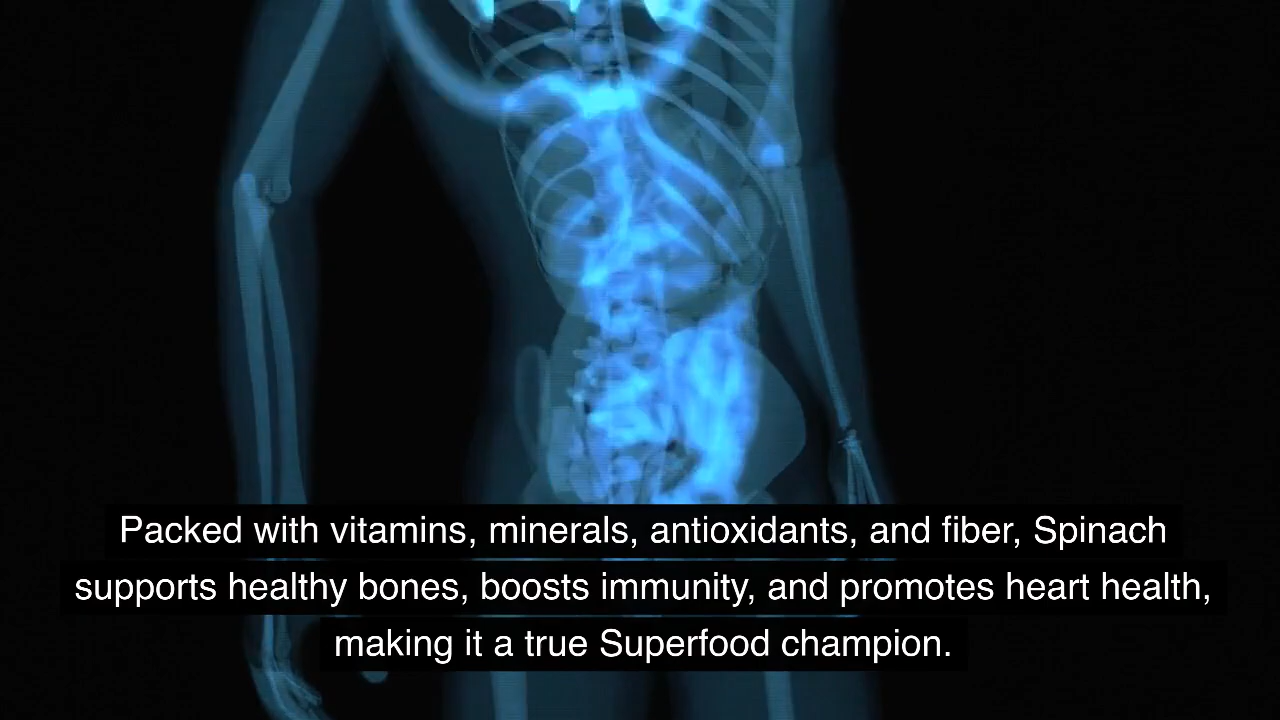 Packed with vitamins, minerals, antioxidants, and fiber, Spinach
supports healthy bones, boosts immunity, and promotes heart health,
making it a true Superfood champion.